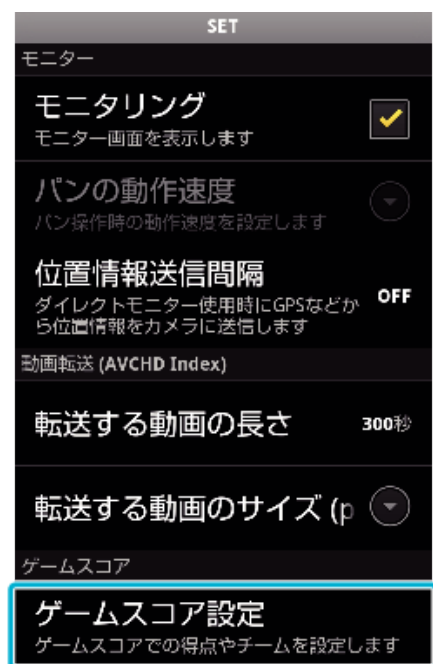 SET
モニター
モニタリング
モニター画面を表示します
パンの動作速度
パン操作時の動作速度を設定します
位置情報送信間隔
ダイレクトモニター使用時にGPSなどか
ら位置情報をカメラに送信します
OFF
動画転送 (AVCHD Index)
転送する動画の長さ
300秒
転送する動画のサイズ (p
ゲームスコア
ゲームスコア設定
ゲームスコアでの得点やチームを設定します